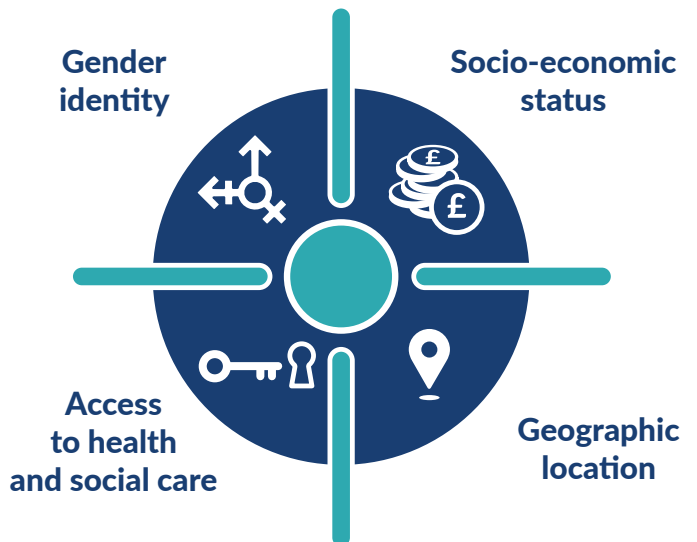 Gender
identity
Socio-economic
status
£
£
Access
to health
and social care
Geographic
location